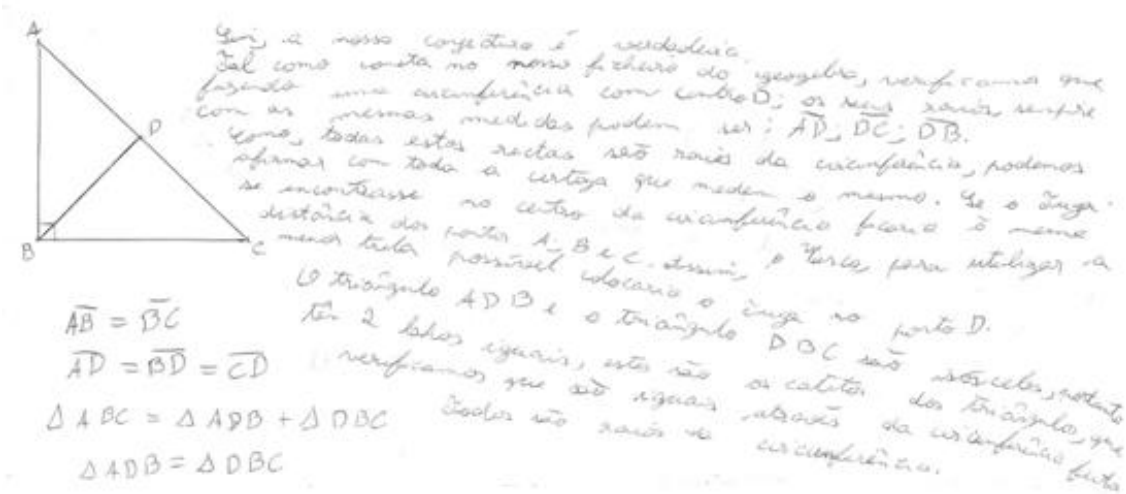 A
D
B
C
Sim, a nossa conjectura é verdadeira.
Tal como consta no nosso ficheiro do geogebra, verificamos que
fazendo uma circunferência com centro D; os seus raios, sempre
com as mesmas medidas podem ser: AD; DC; DB.
Como, todas estas rectas são raios da circunferência, podemos
afirmar com toda a certeza que medem o mesmo. Se o
se encontrasse no centro da circunferência ficaria à mesma
distância dos pontos A; B e C. Assim, o Vasco, para utilizar a
menor possível colocaria o no ponto D.
O triângulo ADB e o triângulo DBC são isósceles, portanto
têm 2 lados iguais, estes são os catetos dos triângulos, que
verificamos que são iguais através da circunferência feita
todos são raios da circunferência.
AB = BC
AD = BD = CD
Δ ABC = Δ ADB + Δ DBC
Δ ADB = Δ DBC